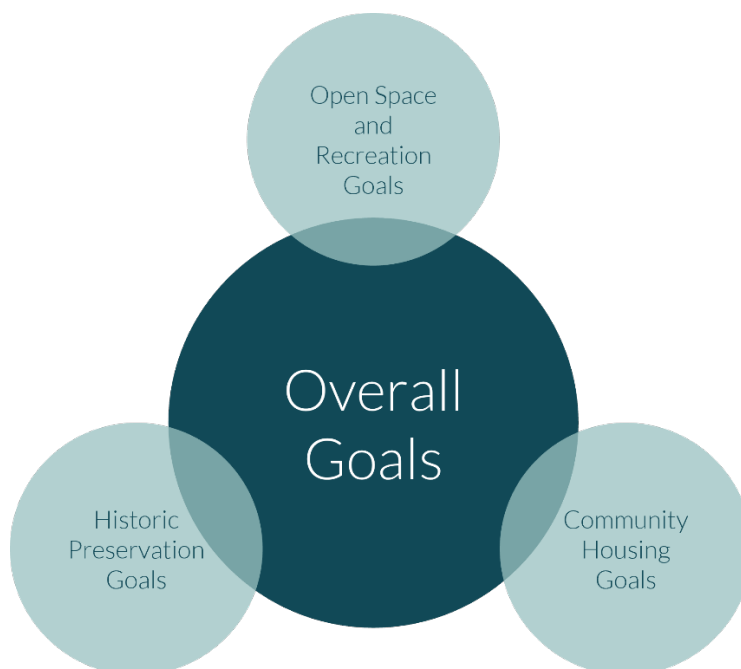 Open Space
and
Recreation
Goals
Overall
Goals
Historic
Preservation
Goals
Community
Housing
Goals